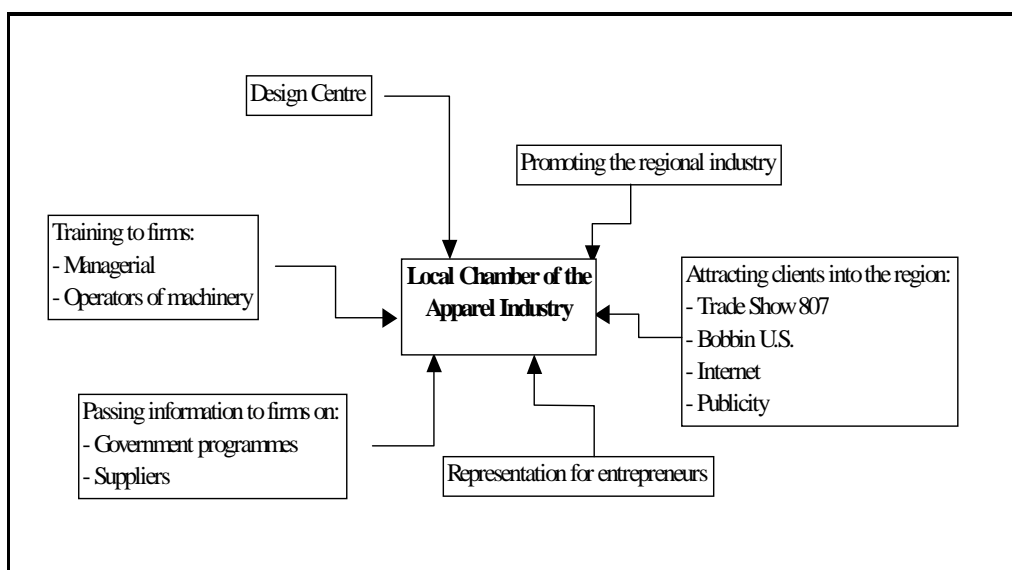 Design Centre
Promoting the regional industry
Training to firms:
- Managerial
- Operators of machinery
Local Chamber of the
Apparel Industry
Attracting clients into the region:
- Trade Show 807
- Bobbin U.S.
- Internet
- Publicity
Passing information to firms on:
- Government programmes
- Suppliers
Representation for entrepreneurs